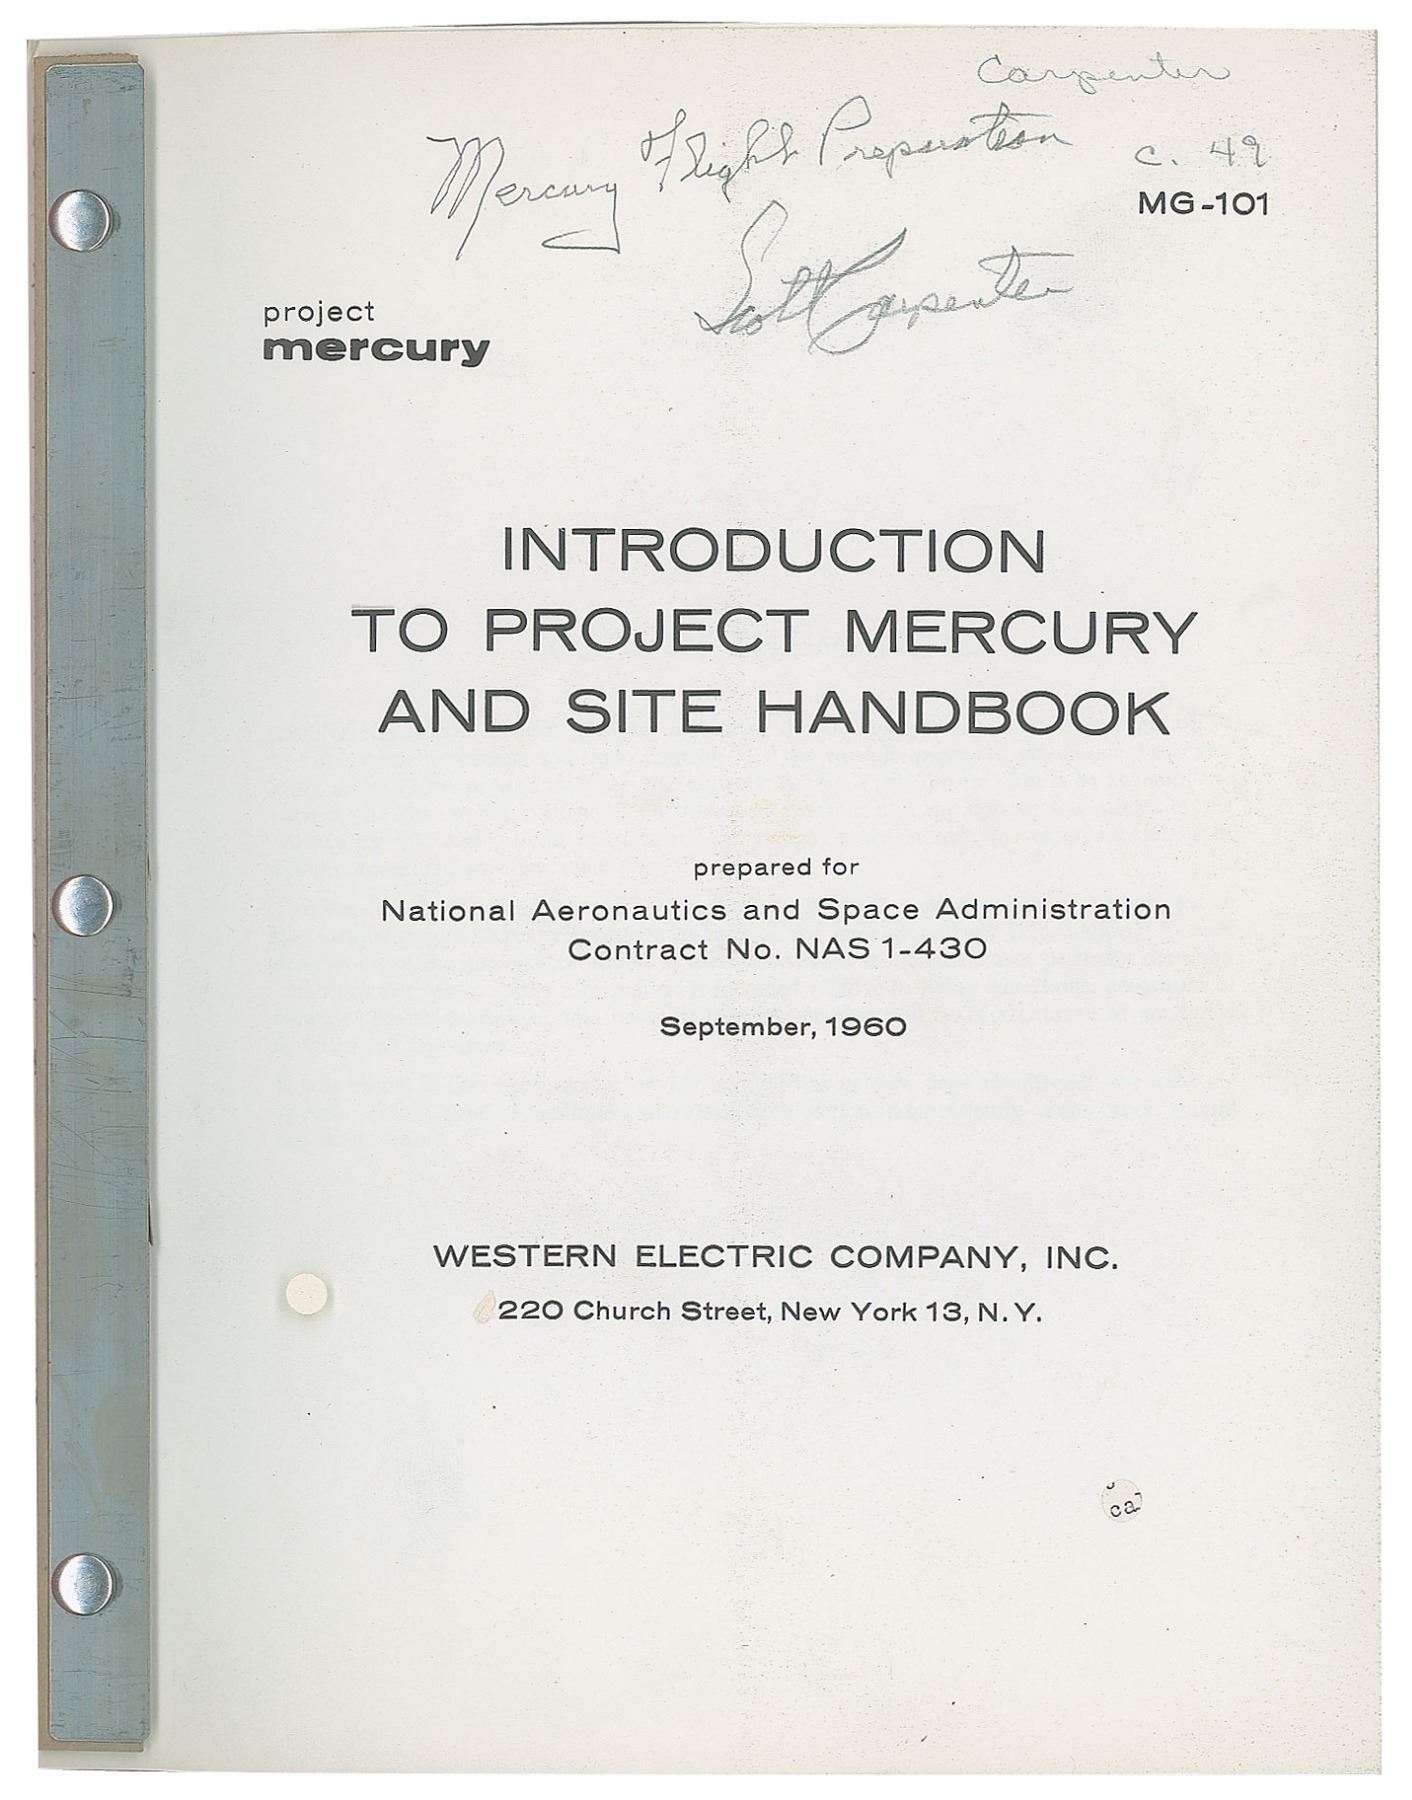 Carpenter
Mercury Flight Preparation
c. 49
MG-101
Scott Carpenter
project
mercury
INTRODUCTION
TO PROJECT MERCURY
AND SITE HANDBOOK
prepared for
National Aeronautics and Space Administration
Contract No. NAS 1-430
September, 1960
WESTERN ELECTRIC COMPANY, INC.
220 Church Street, New York 13, N. Y.
ca